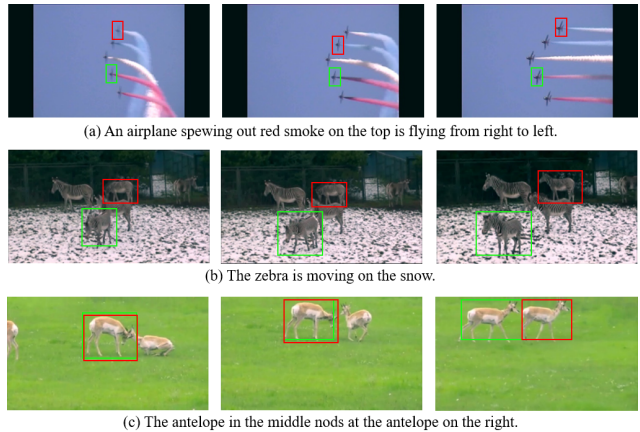 (a) An airplane spewing out red smoke on the top is flying from right to left.
(b) The zebra is moving on the snow.
(c) The antelope in the middle nods at the antelope on the right.